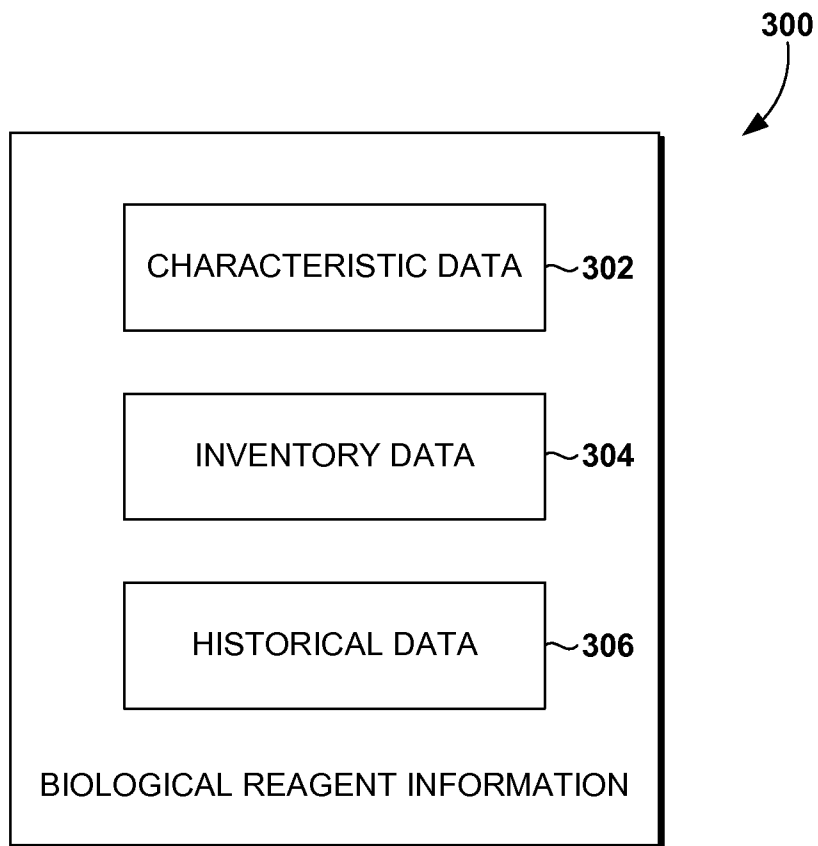 300
CHARACTERISTIC DATA
302
INVENTORY DATA
304
HISTORICAL DATA
306
BIOLOGICAL REAGENT INFORMATION